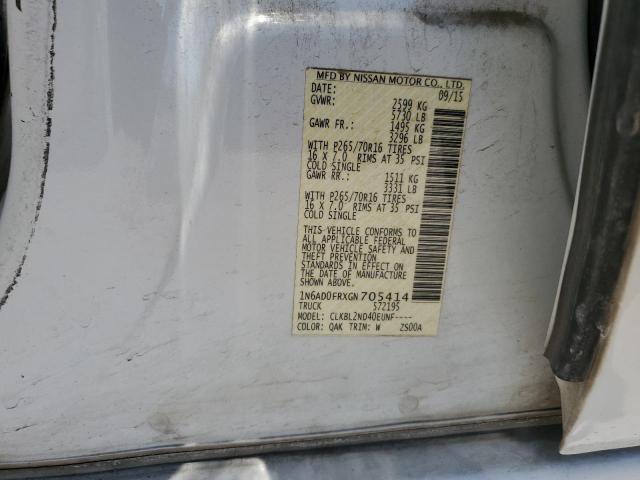 MFD BY NISSAN MOTOR CO., LTD.
DATE: 09/15
GVWR: 2599 KG
5730 LB
GAWR FR.: 1495 KG
3296 LB
WITH P265/70R16 TIRES
16 X 7.0 RIMS AT 35 PSI
COLD SINGLE
GAWR RR.: 1511 KG
3331 LB
WITH P265/70R16 TIRES
16 X 7.0 RIMS AT 35 PSI
COLD SINGLE
THIS VEHICLE CONFORMS TO
ALL APPLICABLE FEDERAL
MOTOR VEHICLE SAFETY AND
THEFT PREVENTION
STANDARDS IN EFFECT ON
THE DATE OF MANUFACTURE
SHOWN ABOVE.
1N6AD0FRXGN705414
TRUCK 572195
MODEL: CLKBL2ND40EUNF----
COLOR: QAK TRIM: W ZS00A